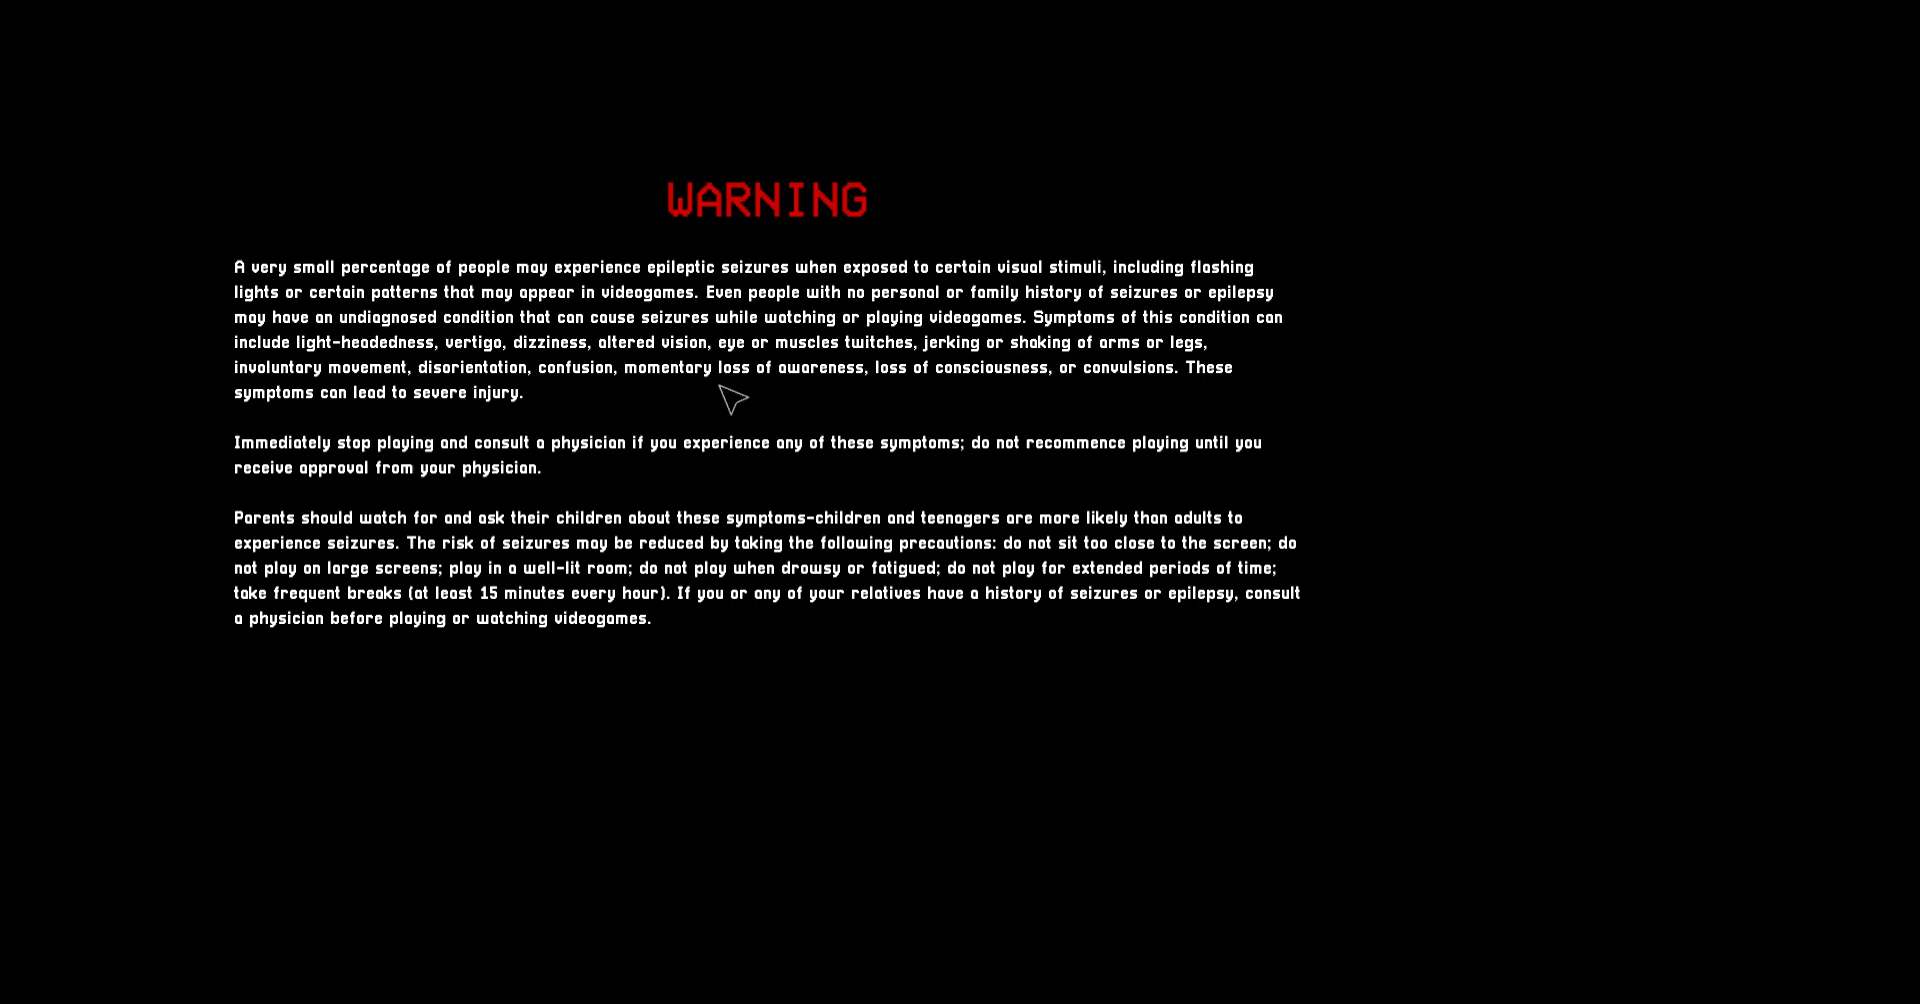 WARNING
A very small percentage of people may experience epileptic seizures when exposed to certain visual stimuli, including flashing
lights or certain patterns that may appear in videogames. Even people with no personal or family history of seizures or epilepsy
may have an undiagnosed condition that can cause seizures while watching or playing videogames. Symptoms of this condition can
include light-headedness, vertigo, dizziness, altered vision, eye or muscles twitches, jerking or shaking of arms or legs,
involuntary movement, disorientation, confusion, momentary loss of awareness, loss of consciousness, or convulsions. These
symptoms can lead to severe injury.
Immediately stop playing and consult a physician if you experience any of these symptoms; do not recommence playing until you
receive approval from your physician.
Parents should watch for and ask their children about these symptoms-children and teenagers are more likely than adults to
experience seizures. The risk of seizures may be reduced by taking the following precautions: do not sit too close to the screen; do
not play on large screens; play in a well-lit room; do not play when drowsy or fatigued; do not play for extended periods of time;
take frequent breaks (at least 15 minutes every hour). If you or any of your relatives have a history of seizures or epilepsy, consult
a physician before playing or watching videogames.